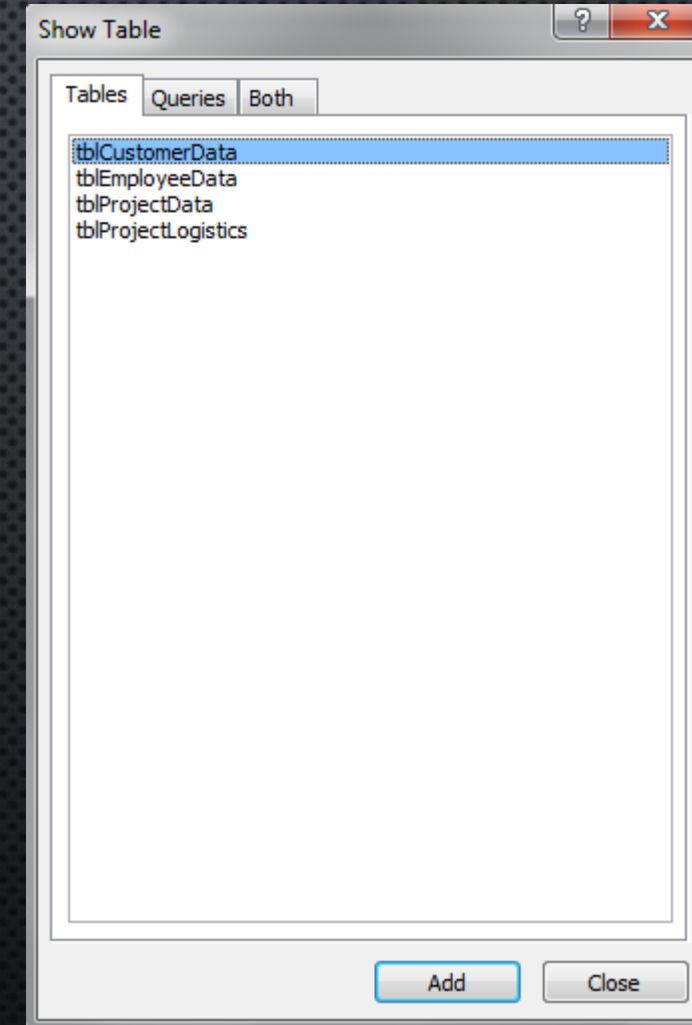 Show Table
? X
Tables Queries Both
tblCustomerData
tblEmployeeData
tblProjectData
tblProjectLogistics
Add Close